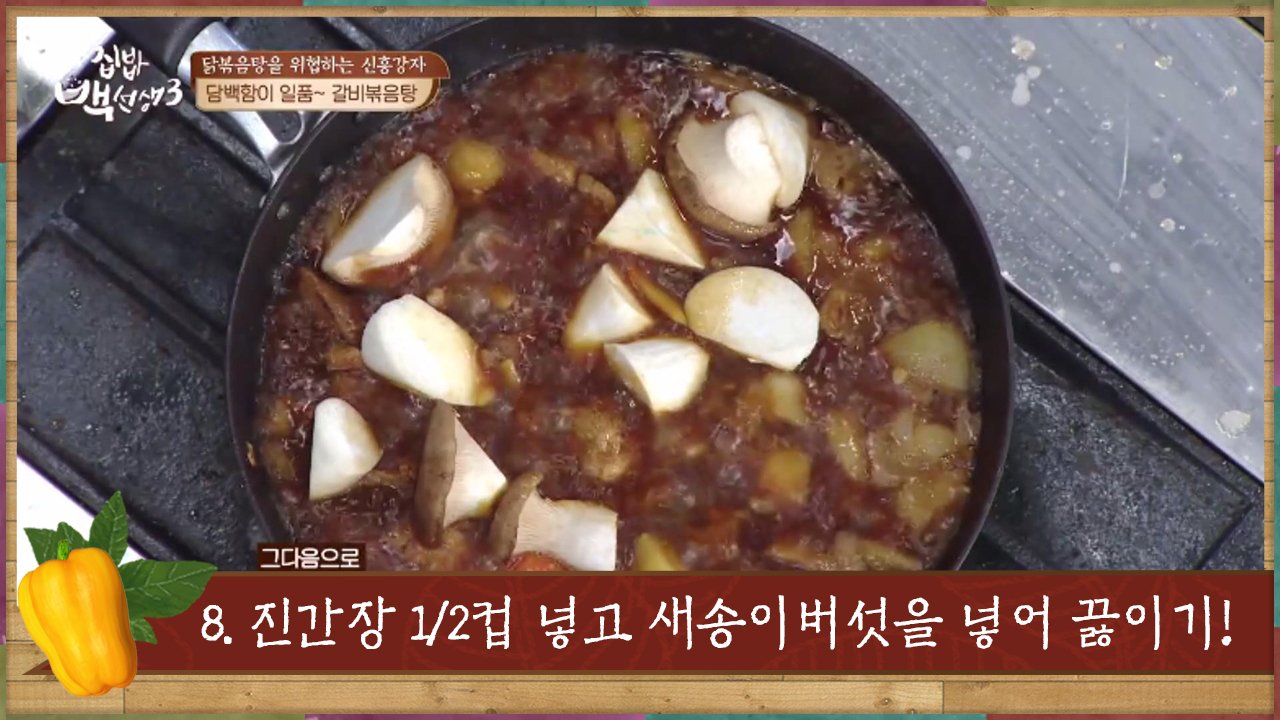 집밥
백선생3
닭볶음탕을 위협하는 신흥강자
담백함이 일품~ 갈비볶음탕
그다음으로
8. 진간장 1/2컵 넣고 새송이버섯을 넣어 끓이기!